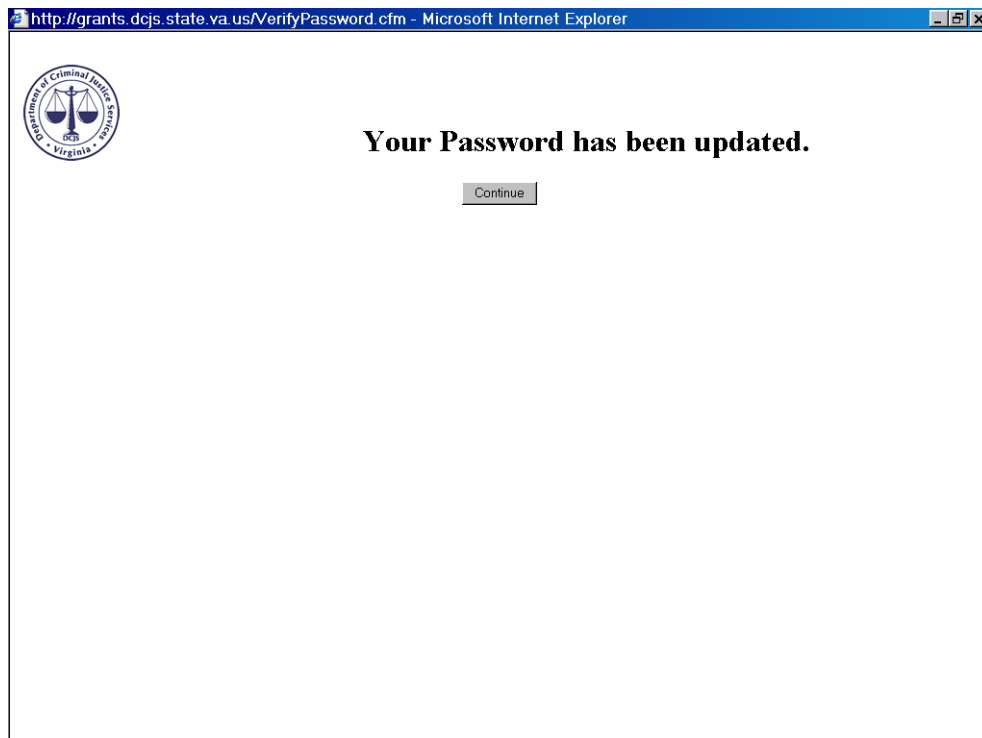 http://grants.dcjs.state.va.us/VerifyPassword.cfm - Microsoft Internet Explorer
Department of Criminal Justice Services
DCJS
Virginia
Your Password has been updated.
Continue